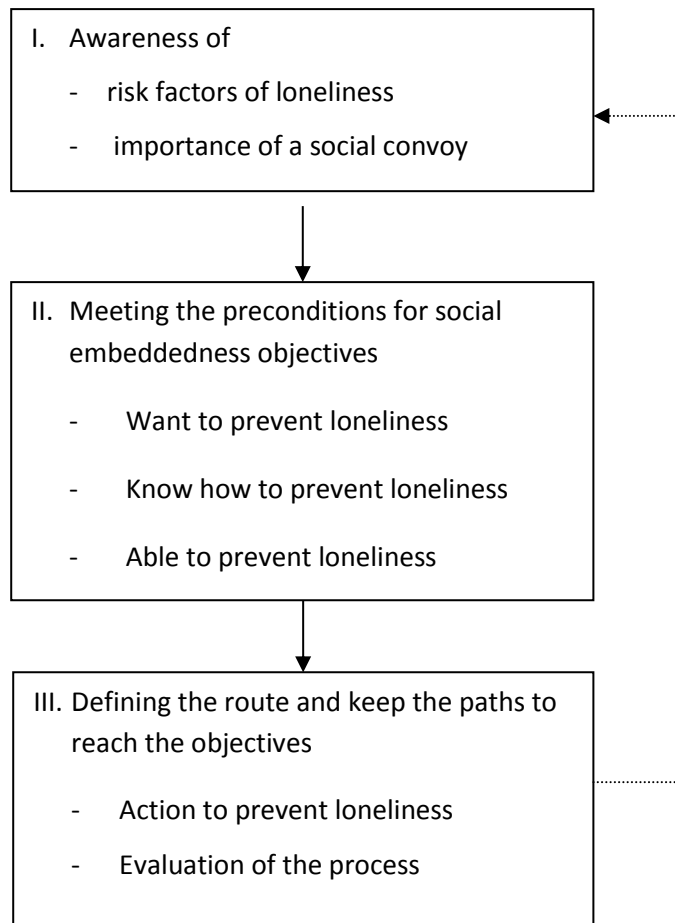 I. Awareness of
- risk factors of loneliness
- importance of a social convoy
II. Meeting the preconditions for social
embeddedness objectives
- Want to prevent loneliness
- Know how to prevent loneliness
- Able to prevent loneliness
III. Defining the route and keep the paths to
reach the objectives
- Action to prevent loneliness
- Evaluation of the process